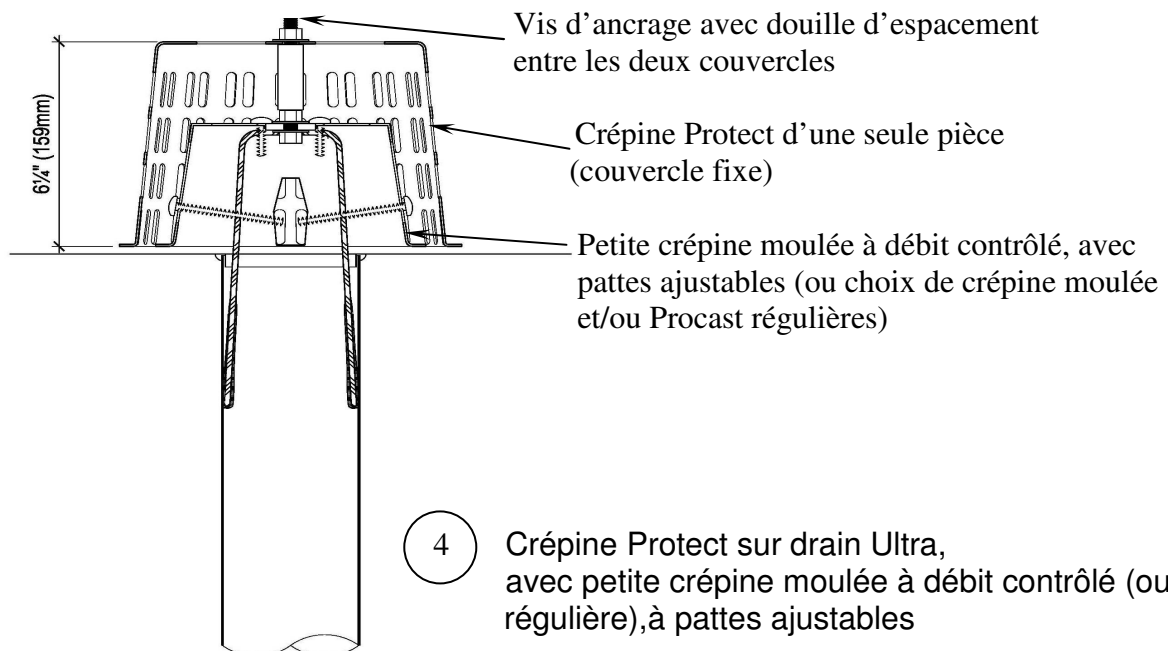 Vis d’ancrage avec douille d’espacement
entre les deux couvercles
6¼" (159mm)
Crépine Protect d’une seule pièce
(couvercle fixe)
Petite crépine moulée à débit contrôlé, avec
pattes ajustables (ou choix de crépine moulée
et/ou Procast régulières)
4
Crépine Protect sur drain Ultra,
avec petite crépine moulée à débit contrôlé (ou
régulière),à pattes ajustables